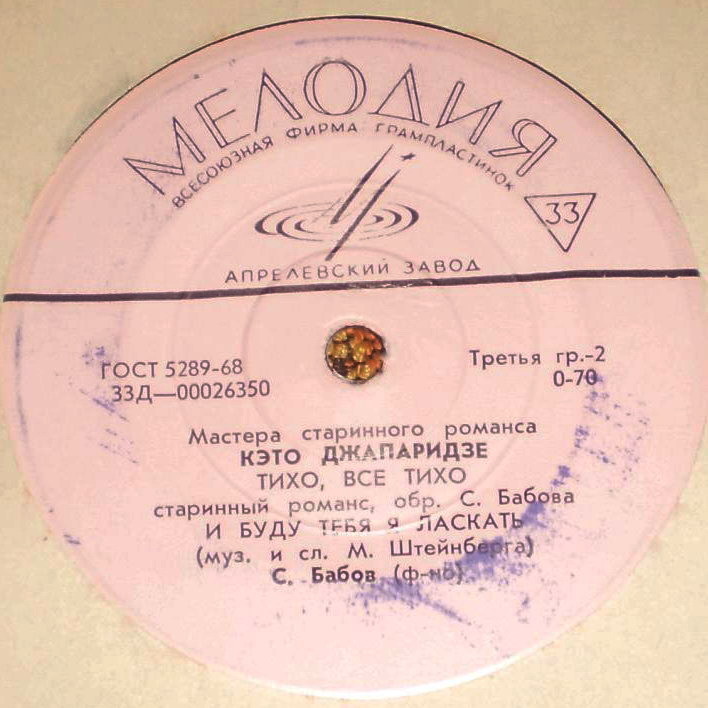 МЕЛОДИЯ
ВСЕСОЮЗНАЯ ФИРМА ГРАМПЛАСТИНОК
33
АПРЕЛЕВСКИЙ ЗАВОД
ГОСТ 5289-68
33Д—00026350
Третья гр.-2
0-70
Мастера старинного романса
КЭТО ДЖАПАРИДЗЕ
ТИХО, ВСЕ ТИХО
старинный романс, обр. С. Бабова
И БУДУ ТЕБЯ Я ЛАСКАТЬ
(муз. и сл. М. Штейнберга)
С. Бабов (ф-но)